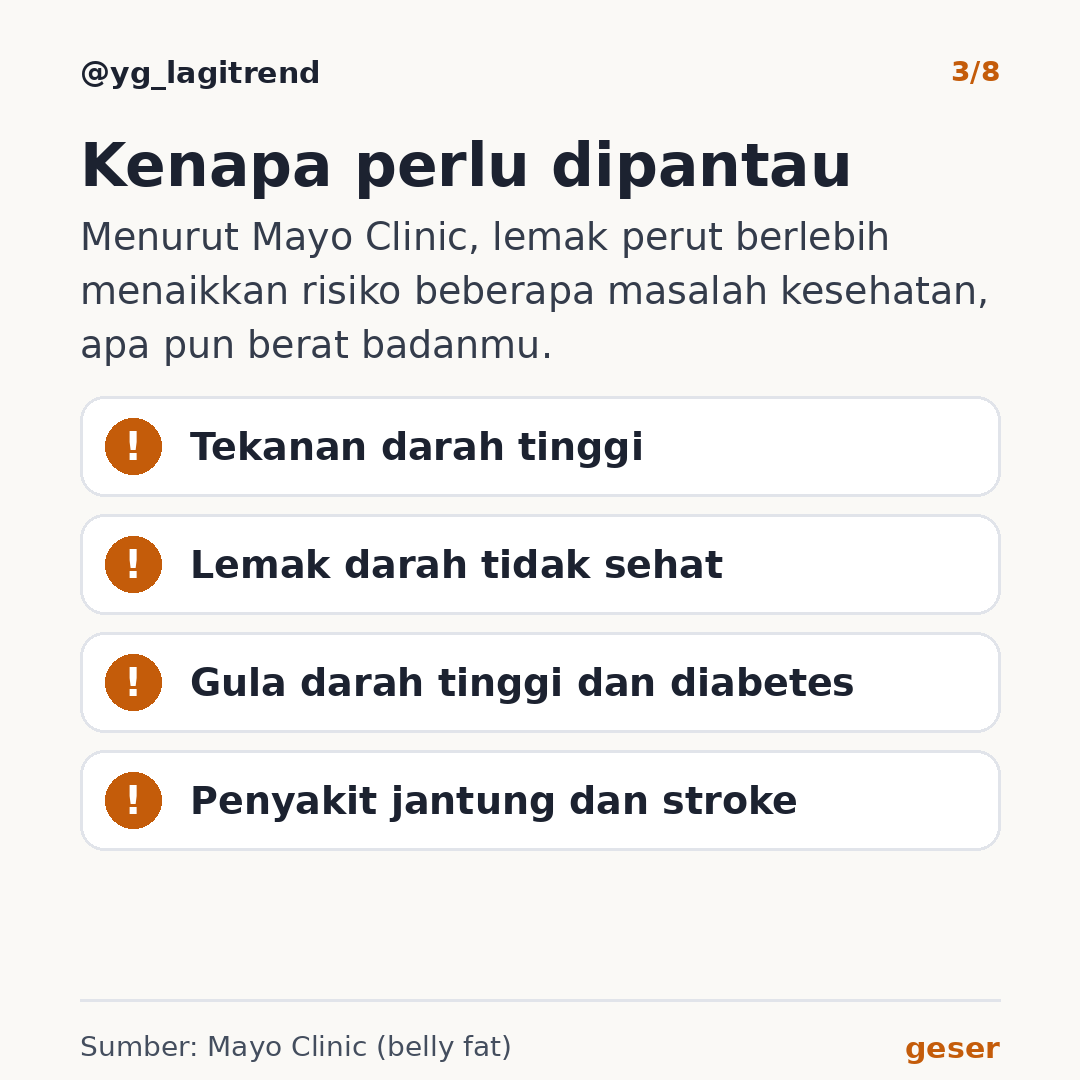 @yg_lagitrend
3/8
Kenapa perlu dipantau
Menurut Mayo Clinic, lemak perut berlebih
menaikkan risiko beberapa masalah kesehatan,
apa pun berat badanmu.
! Tekanan darah tinggi
! Lemak darah tidak sehat
! Gula darah tinggi dan diabetes
! Penyakit jantung dan stroke
Sumber: Mayo Clinic (belly fat)
geser